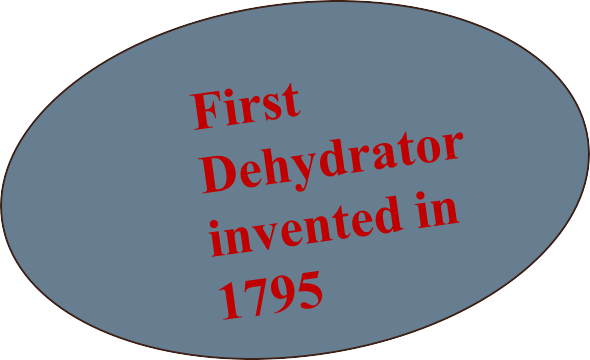 First
Dehydrator
invented in
1795